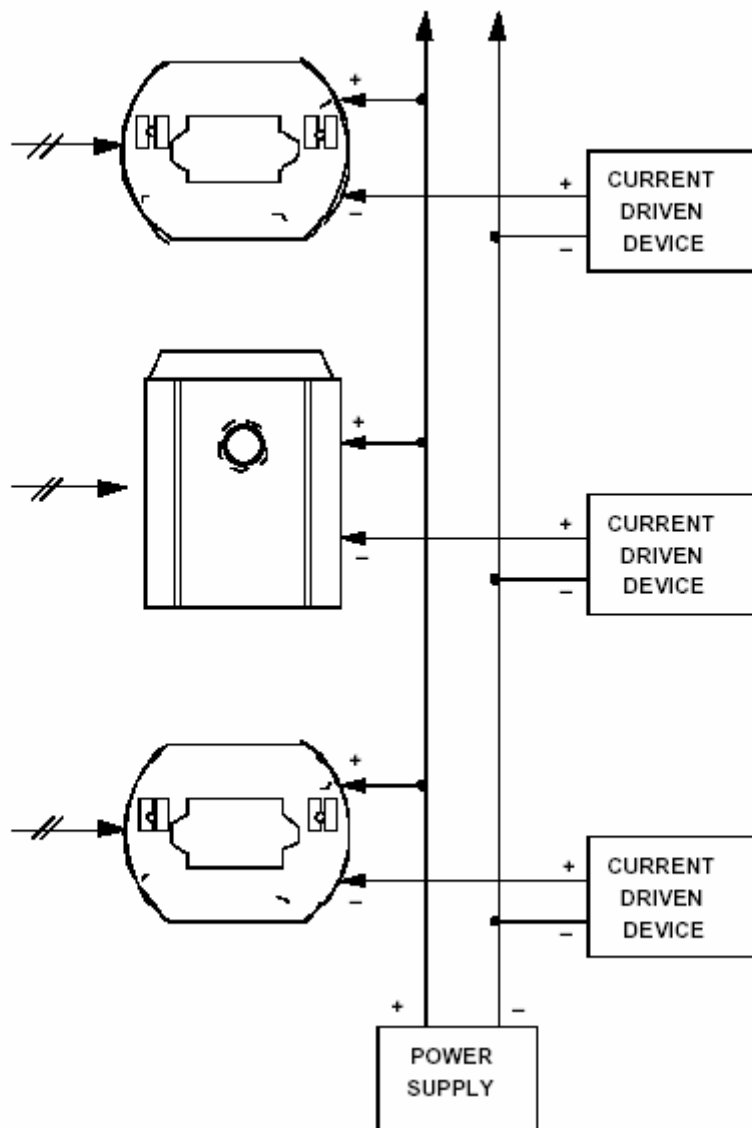 +
–
+
CURRENT
DRIVEN
DEVICE
–
+
–
+
CURRENT
DRIVEN
DEVICE
–
+
–
+
CURRENT
DRIVEN
DEVICE
–
+
–
POWER
SUPPLY